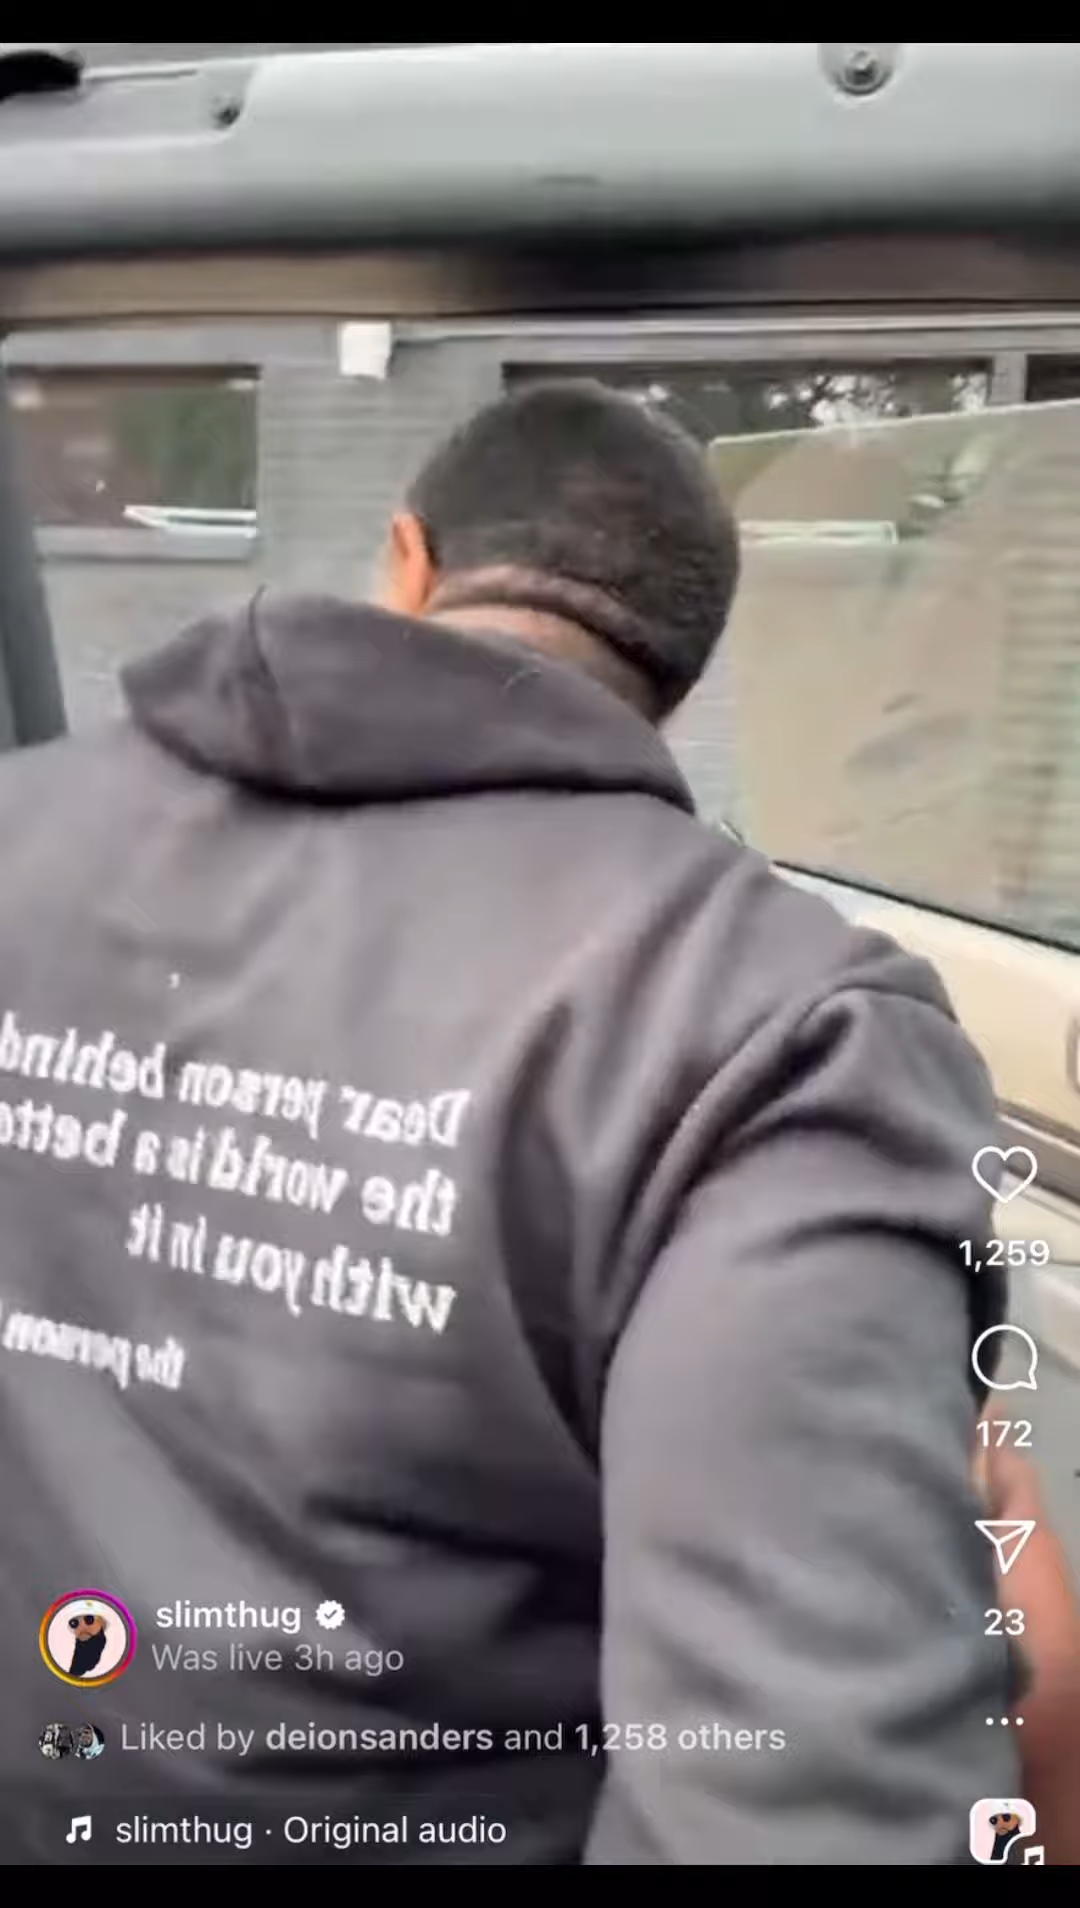 Dear person behind
the world is a bette
with you in it
the person
1,259
172
23
slimthug
Was live 3h ago
Liked by deionsanders and 1,258 others
slimthug · Original audio